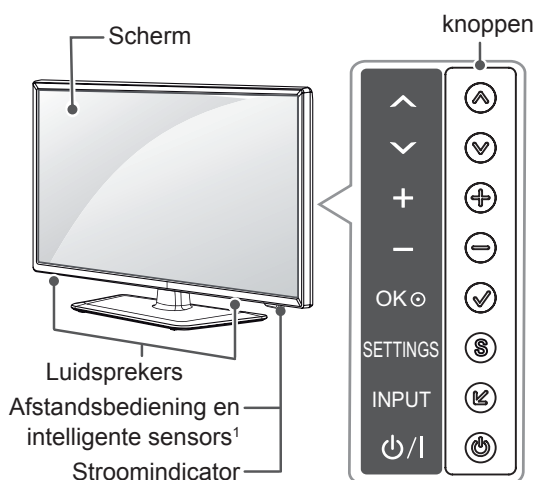 Scherm
knoppen
+
−
OK⊙
SETTINGS
S
INPUT
⏻/I
Luidsprekers
Afstandsbediening en
intelligente sensors¹
Stroomindicator